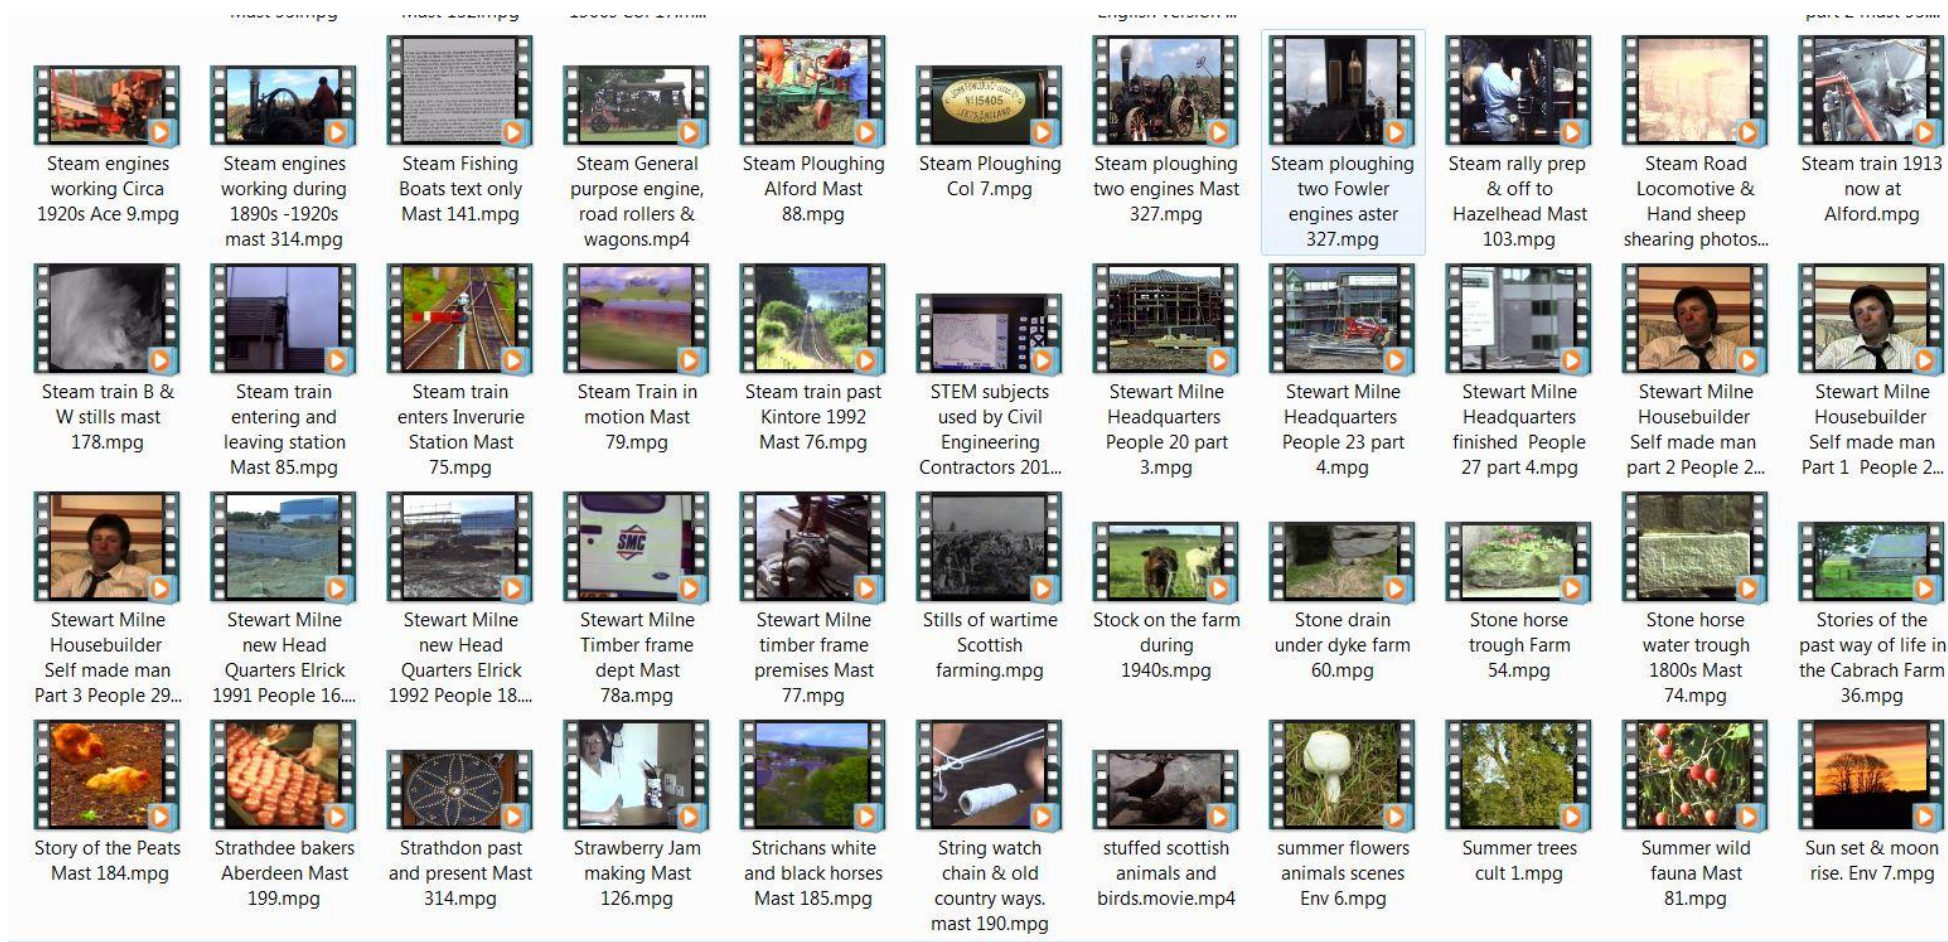 Steam engines
working Circa
1920s Ace 9.mpg
Steam engines
working during
1890s -1920s
mast 314.mpg
Steam Fishing
Boats text only
Mast 141.mpg
Steam General
purpose engine,
road rollers &
wagons.mp4
Steam Ploughing
Alford Mast
88.mpg
JOHN FOWLER & Co
Nº15405
LEEDS, ENGLAND
Steam Ploughing
Col 7.mpg
Steam ploughing
two engines Mast
327.mpg
Steam ploughing
two Fowler
engines aster
327.mpg
Steam rally prep
& off to
Hazelhead Mast
103.mpg
Steam Road
Locomotive &
Hand sheep
shearing photos...
Steam train 1913
now at
Alford.mpg
Steam train B &
W stills mast
178.mpg
Steam train
entering and
leaving station
Mast 85.mpg
Steam train
enters Inverurie
Station Mast
75.mpg
Steam Train in
motion Mast
79.mpg
Steam train past
Kintore 1992
Mast 76.mpg
STEM subjects
used by Civil
Engineering
Contractors 201...
Stewart Milne
Headquarters
People 20 part
3.mpg
Stewart Milne
Headquarters
People 23 part
4.mpg
Stewart Milne
Headquarters
finished  People
27 part 4.mpg
Stewart Milne
Housebuilder
Self made man
part 2 People 2...
Stewart Milne
Housebuilder
Self made man
Part 1  People 2...
Stewart Milne
Housebuilder
Self made man
Part 3 People 29...
Stewart Milne
new Head
Quarters Elrick
1991 People 16....
Stewart Milne
new Head
Quarters Elrick
1992 People 18....
SMC
Stewart Milne
Timber frame
dept Mast
78a.mpg
Stewart Milne
timber frame
premises Mast
77.mpg
Stills of wartime
Scottish
farming.mpg
Stock on the farm
during
1940s.mpg
Stone drain
under dyke farm
60.mpg
Stone horse
trough Farm
54.mpg
Stone horse
water trough
1800s Mast
74.mpg
Stories of the
past way of life in
the Cabrach Farm
36.mpg
Story of the Peats
Mast 184.mpg
Strathdee bakers
Aberdeen Mast
199.mpg
Strathdon past
and present Mast
314.mpg
Strawberry Jam
making Mast
126.mpg
Strichans white
and black horses
Mast 185.mpg
String watch
chain & old
country ways.
mast 190.mpg
stuffed scottish
animals and
birds.movie.mp4
summer flowers
animals scenes
Env 6.mpg
Summer trees
cult 1.mpg
Summer wild
fauna Mast
81.mpg
Sun set & moon
rise. Env 7.mpg